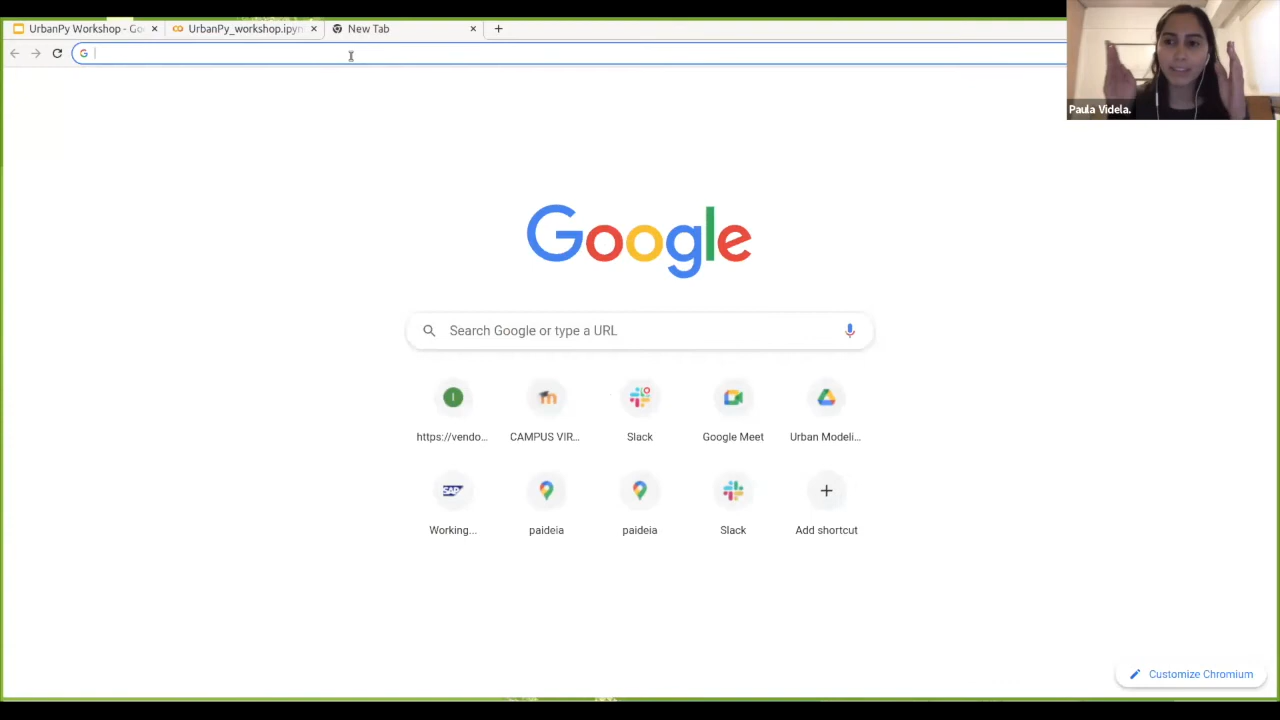 UrbanPy Workshop - Go
UrbanPy_workshop.ipyn
New Tab
Paula Videla.
Google
Search Google or type a URL
https://vendo...
CAMPUS VIR...
Slack
Google Meet
Urban Modeli...
SAP
Working...
paideia
paideia
Slack
Add shortcut
Customize Chromium